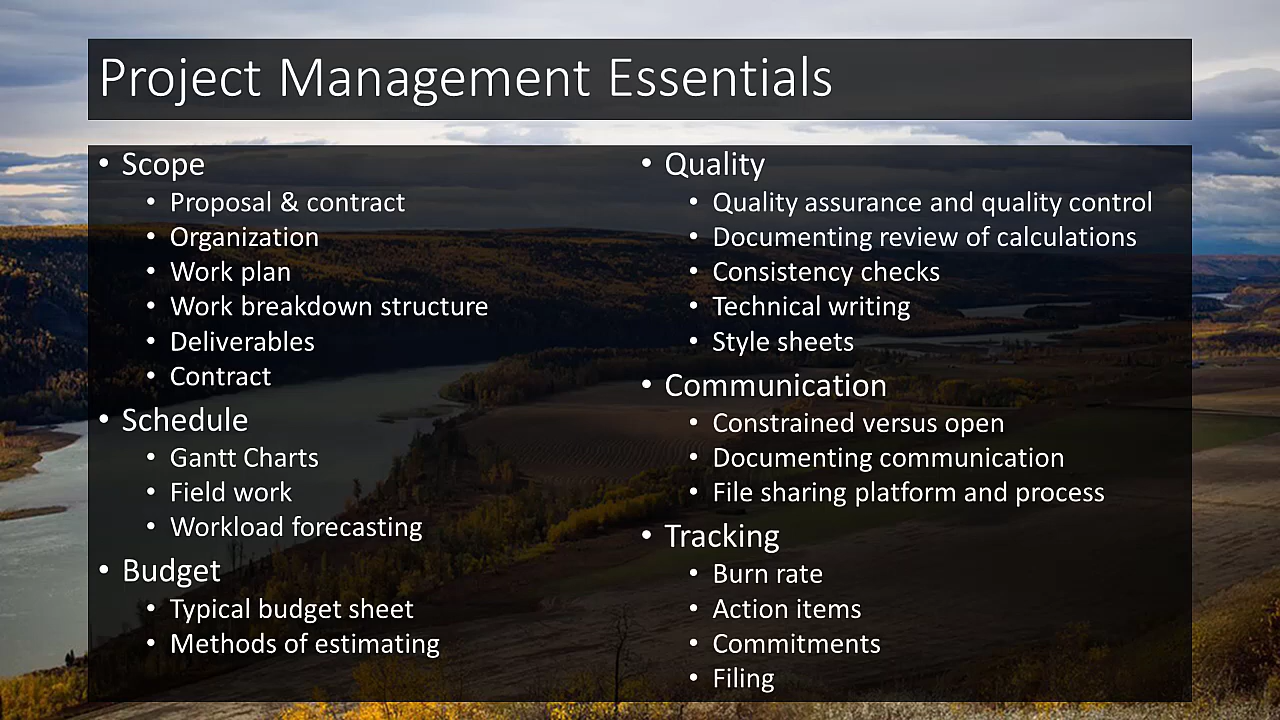 Project Management Essentials
• Scope
• Proposal & contract
• Organization
• Work plan
• Work breakdown structure
• Deliverables
• Contract
• Schedule
• Gantt Charts
• Field work
• Workload forecasting
• Budget
• Typical budget sheet
• Methods of estimating
• Quality
• Quality assurance and quality control
• Documenting review of calculations
• Consistency checks
• Technical writing
• Style sheets
• Communication
• Constrained versus open
• Documenting communication
• File sharing platform and process
• Tracking
• Burn rate
• Action items
• Commitments
• Filing